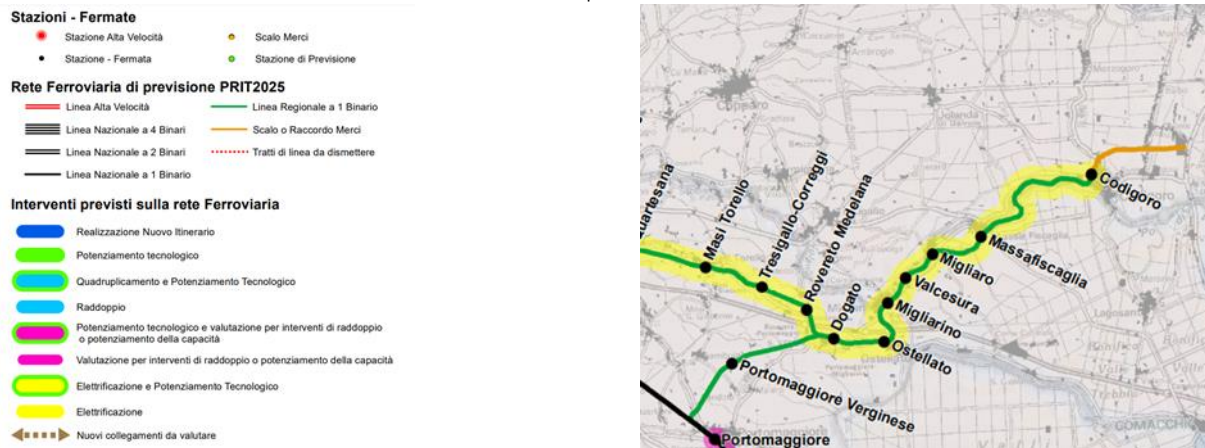 Stazioni - Fermate
Stazione Alta Velocità
Scalo Merci
Stazione - Fermata
Stazione di Previsione
Rete Ferroviaria di previsione PRIT2025
Linea Alta Velocità
Linea Regionale a 1 Binario
Linea Nazionale a 4 Binari
Scalo o Raccordo Merci
Linea Nazionale a 2 Binari
Tratti di linea da dismettere
Linea Nazionale a 1 Binario
Interventi previsti sulla rete Ferroviaria
Realizzazione Nuovo Itinerario
Potenziamento tecnologico
Quadruplicamento e Potenziamento Tecnologico
Raddoppio
Potenziamento tecnologico e valutazione per interventi di raddoppio
o potenziamento della capacità
Valutazione per interventi di raddoppio o potenziamento della capacità
Elettrificazione e Potenziamento Tecnologico
Elettrificazione
Nuovi collegamenti da valutare
Copparo
uartesana
Masi Torello
Tresigallo-Correggi
Rovereto Medelana
Dogato
Ostellato
Migliarino
Valcesura
Migliaro
Massafiscaglia
Codigoro
Portomaggiore Verginese
Portomaggiore
COMACCHIO